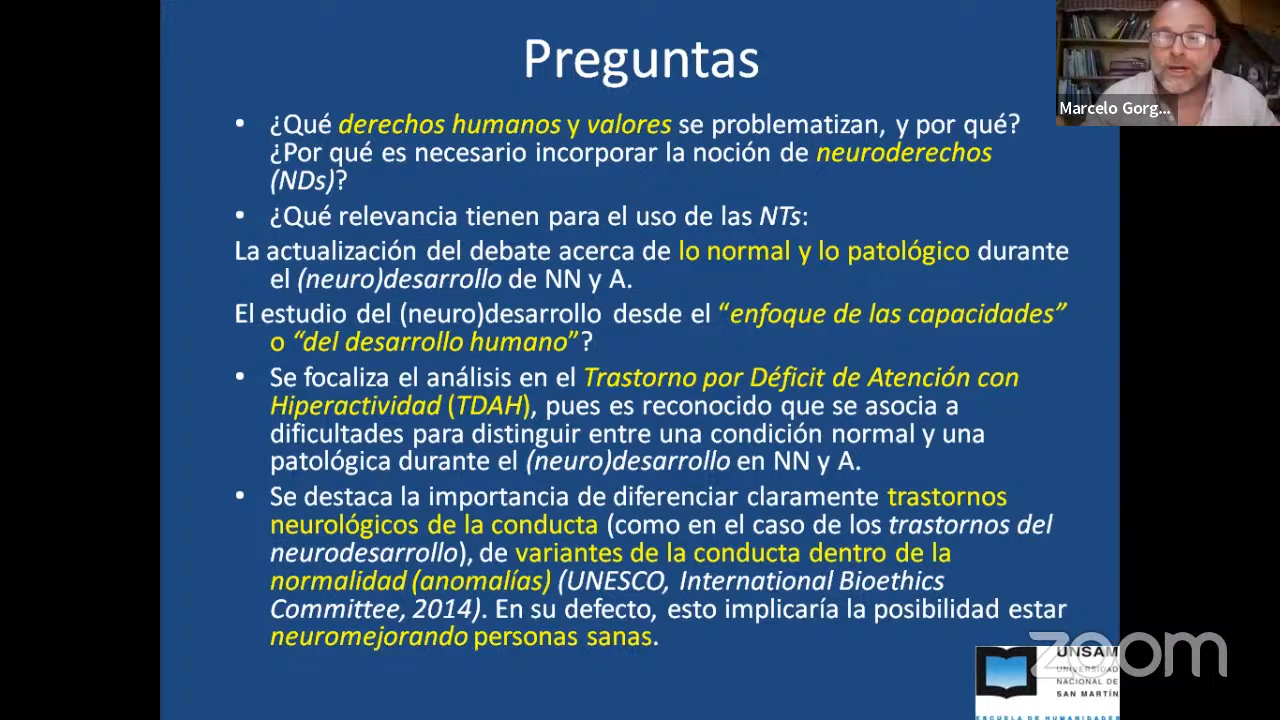 Preguntas
Marcelo Gorg...
• ¿Qué derechos humanos y valores se problematizan, y por qué?
¿Por qué es necesario incorporar la noción de neuroderechos
(NDs)?
• ¿Qué relevancia tienen para el uso de las NTs:
La actualización del debate acerca de lo normal y lo patológico durante
el (neuro)desarrollo de NN y A.
El estudio del (neuro)desarrollo desde el “enfoque de las capacidades”
o “del desarrollo humano”?
• Se focaliza el análisis en el Trastorno por Déficit de Atención con
Hiperactividad (TDAH), pues es reconocido que se asocia a
dificultades para distinguir entre una condición normal y una
patológica durante el (neuro)desarrollo en NN y A.
• Se destaca la importancia de diferenciar claramente trastornos
neurológicos de la conducta (como en el caso de los trastornos del
neurodesarrollo), de variantes de la conducta dentro de la
normalidad (anomalías) (UNESCO, International Bioethics
Committee, 2014). En su defecto, esto implicaría la posibilidad estar
neuromejorando personas sanas.
zoom
UNSAM
UNIVERSIDAD
NACIONAL DE
SAN MARTÍN
ESCUELA DE HUMANIDADES